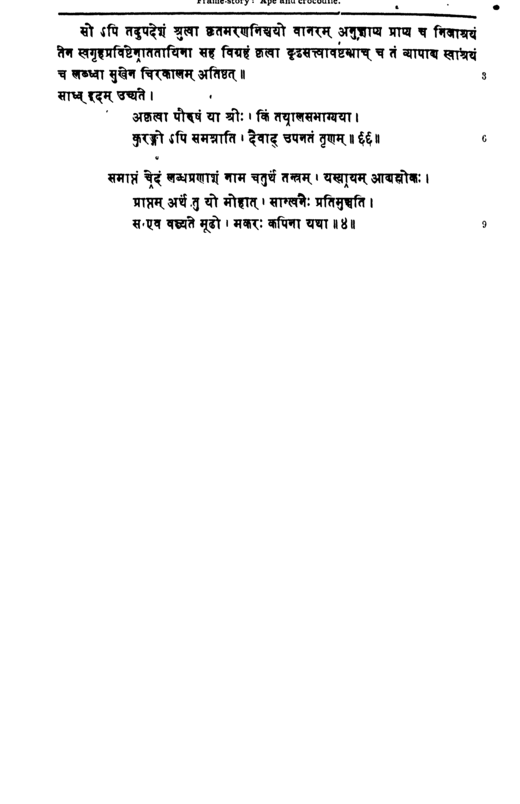 Frame-story: Ape and crocodile.
सो ऽपि तदुपदेशं श्रुत्वा कृतमरणनिश्चयो वानरम् अनुज्ञाप्य प्राप्य च निजाश्रयं
तेन स्वगृहप्रविष्टेनाततायिना सह विग्रहं कृत्वा दृढसत्त्वावष्टम्भाच् च तं व्यापाद्य स्वाश्रयं
च लब्ध्वा सुखेन चिरकालम् अतिष्ठत् ॥ 3
साध्व् इदम् उच्यते ।
अकृत्वा पौरुषं या श्रीः । किं तयालसभाग्यया ।
कुरङ्गो ऽपि समश्नाति । दैवाद् उपनतं तृणम् ॥ ६६॥ 6
समाप्तं चेदं लब्धप्रणाशं नाम चतुर्थं तन्त्रम् । यस्यायम् आद्यश्लोकः ।
प्राप्तम् अर्थं तु यो मोहात् । सान्त्वनैः प्रतिमुञ्चति ।
स एव वञ्च्यते मूढो । मकरः कपिना यथा ॥४॥ 9